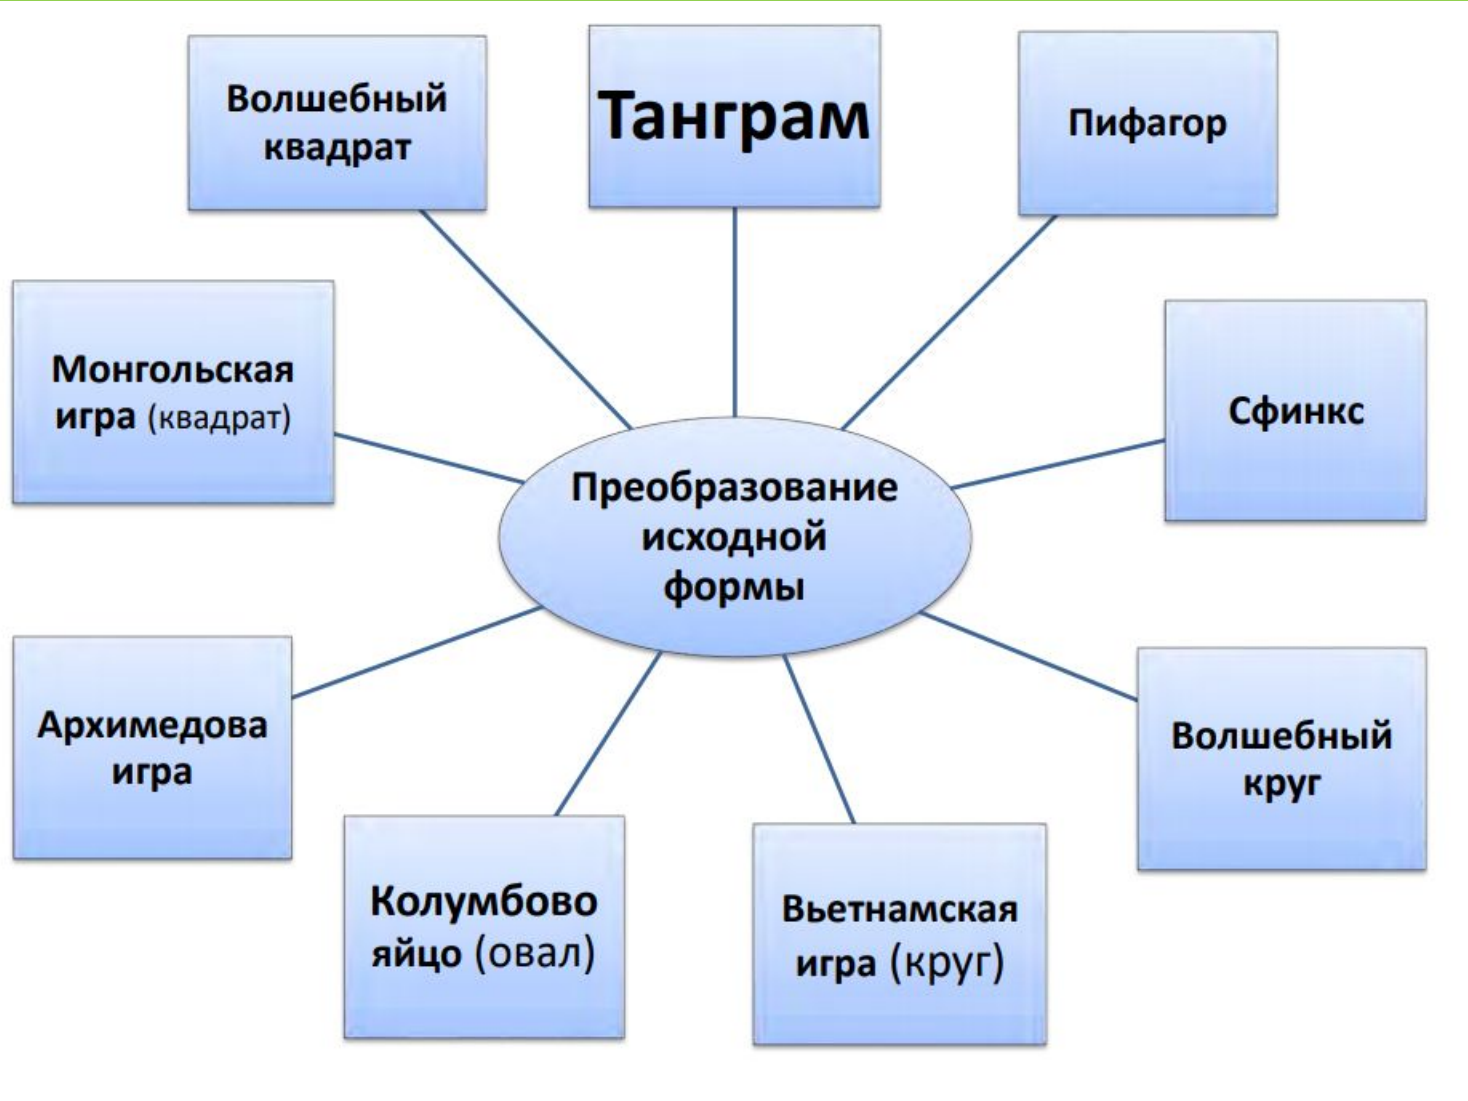 Волшебный
квадрат
Танграм
Пифагор
Монгольская
игра (квадрат)
Сфинкс
Преобразование
исходной
формы
Архимедова
игра
Волшебный
круг
Колумбово
яйцо (овал)
Вьетнамская
игра (круг)